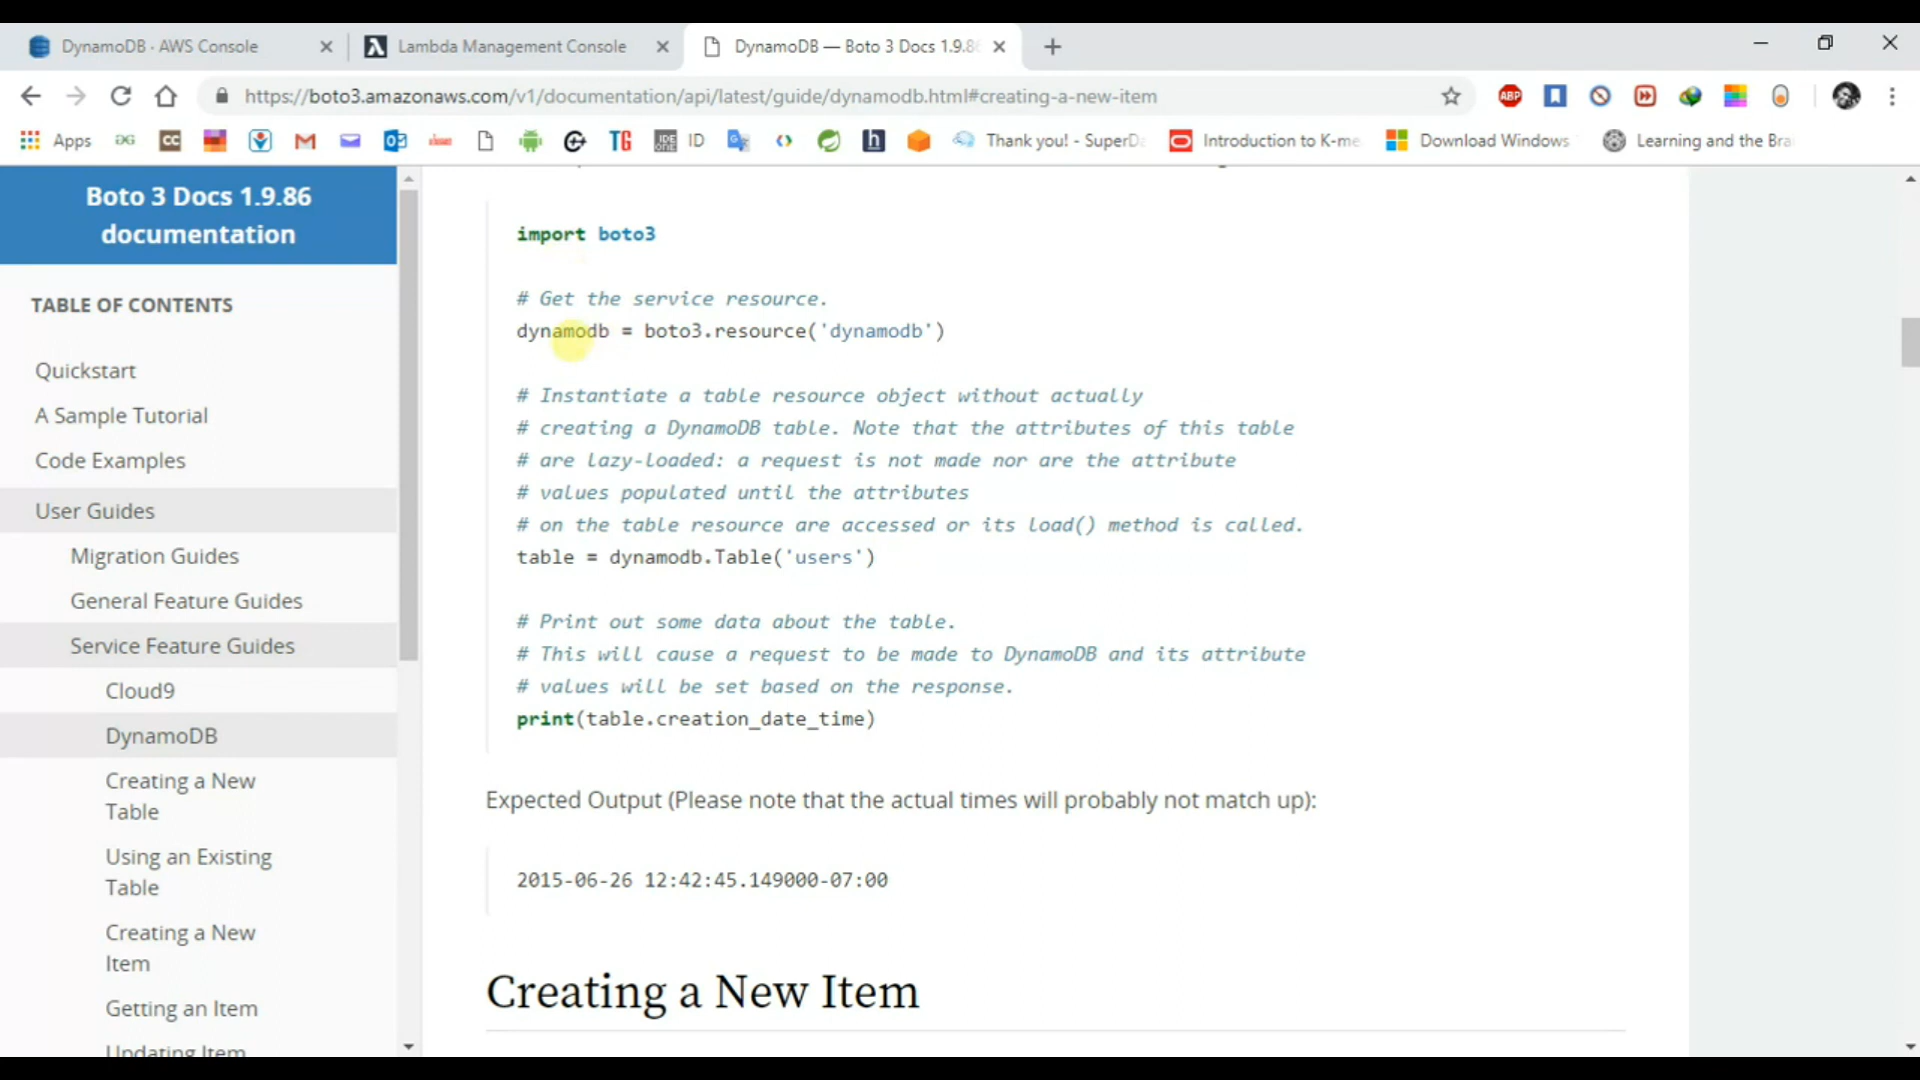 DynamoDB · AWS Console
Lambda Management Console
DynamoDB — Boto 3 Docs 1.9.86
https://boto3.amazonaws.com/v1/documentation/api/latest/guide/dynamodb.html#creating-a-new-item
ABP
Apps
CC
TG
IDE ONE
ID
h
Thank you! - SuperDa
Introduction to K-me
Download Windows
Learning and the Bra
Boto 3 Docs 1.9.86
documentation
TABLE OF CONTENTS
Quickstart
A Sample Tutorial
Code Examples
User Guides
Migration Guides
General Feature Guides
Service Feature Guides
Cloud9
DynamoDB
Creating a New
Table
Using an Existing
Table
Creating a New
Item
Getting an Item
Updating Item
import boto3
# Get the service resource.
dynamodb = boto3.resource('dynamodb')
# Instantiate a table resource object without actually
# creating a DynamoDB table. Note that the attributes of this table
# are lazy-loaded: a request is not made nor are the attribute
# values populated until the attributes
# on the table resource are accessed or its load() method is called.
table = dynamodb.Table('users')
# Print out some data about the table.
# This will cause a request to be made to DynamoDB and its attribute
# values will be set based on the response.
print(table.creation_date_time)
Expected Output (Please note that the actual times will probably not match up):
2015-06-26 12:42:45.149000-07:00
Creating a New Item